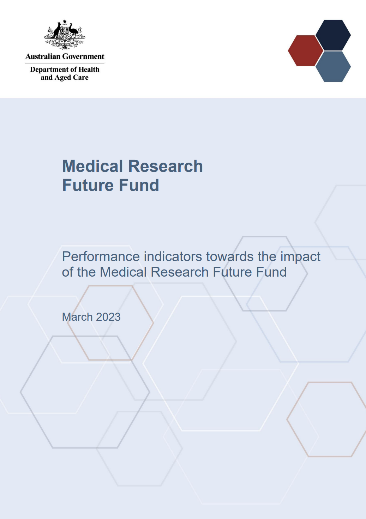 Australian Government
Department of Health
and Aged Care
Medical Research
Future Fund
Performance indicators towards the impact
of the Medical Research Future Fund
March 2023